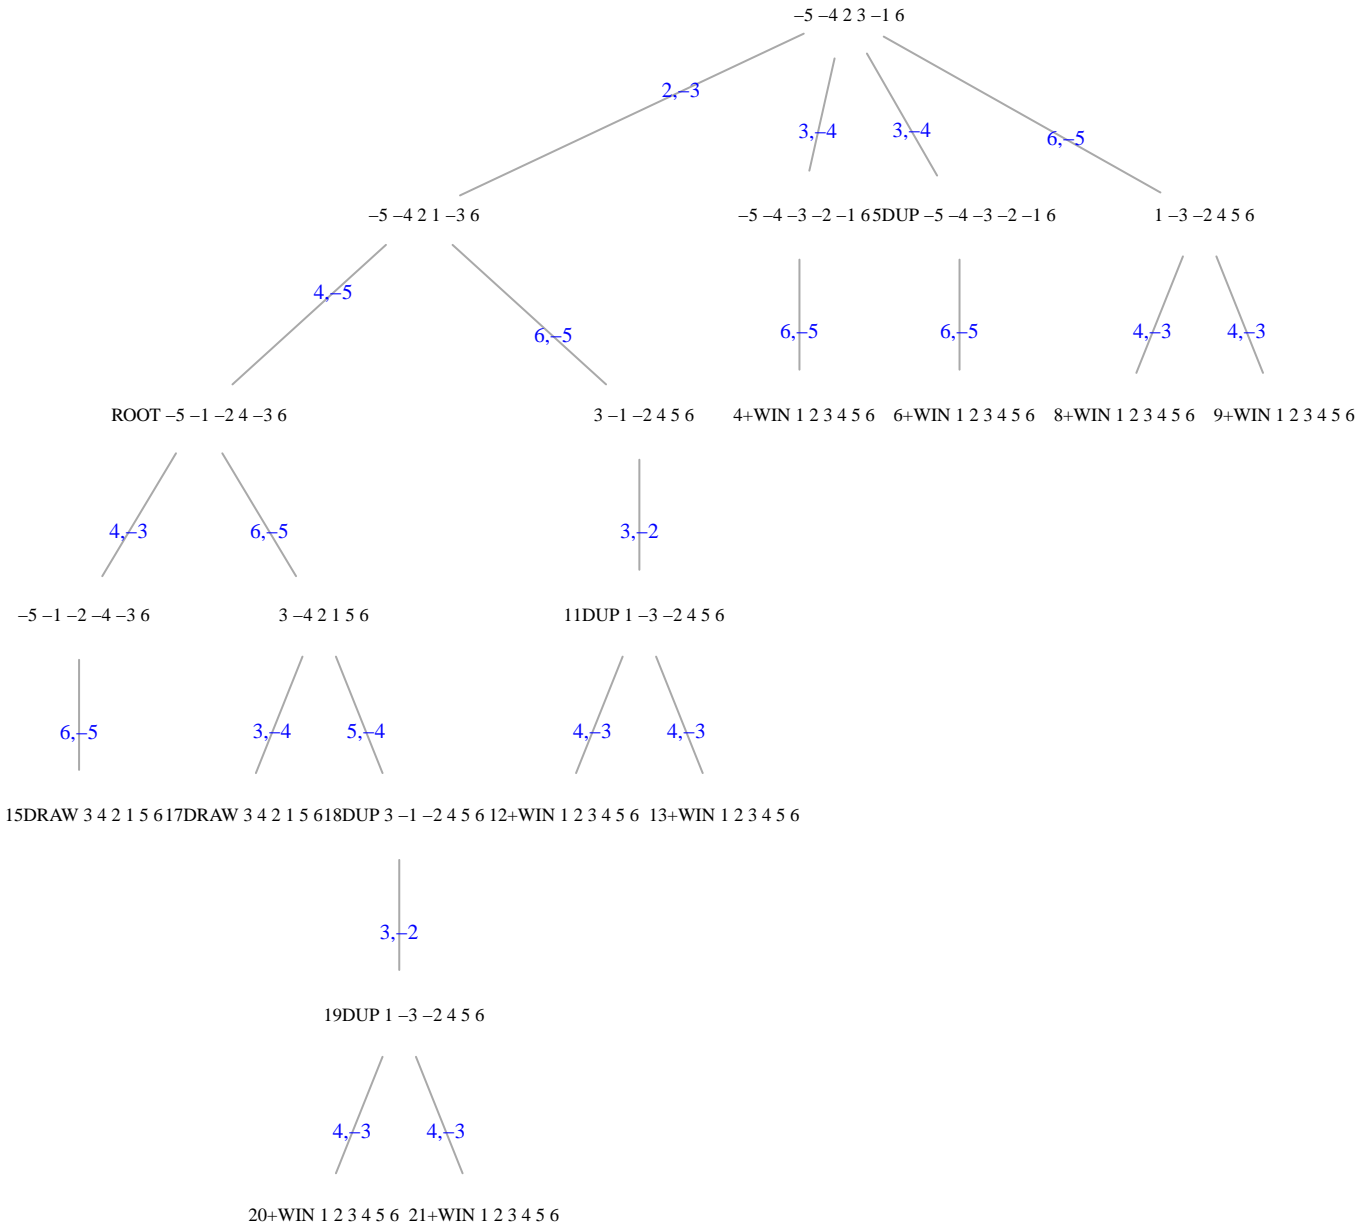 −5 −4 2 3 −1 6
2,−3
3,−4
3,−4
6,−5
−5 −4 2 1 −3 6
−5 −4 −3 −2 −1 6
5DUP −5 −4 −3 −2 −1 6
1 −3 −2 4 5 6
4,−5
6,−5
6,−5
6,−5
4,−3
4,−3
ROOT −5 −1 −2 4 −3 6
3 −1 −2 4 5 6
4+WIN 1 2 3 4 5 6
6+WIN 1 2 3 4 5 6
8+WIN 1 2 3 4 5 6
9+WIN 1 2 3 4 5 6
4,−3
6,−5
3,−2
−5 −1 −2 −4 −3 6
3 −4 2 1 5 6
11DUP 1 −3 −2 4 5 6
6,−5
3,−4
5,−4
4,−3
4,−3
15DRAW 3 4 2 1 5 6
17DRAW 3 4 2 1 5 6
18DUP 3 −1 −2 4 5 6
12+WIN 1 2 3 4 5 6
13+WIN 1 2 3 4 5 6
3,−2
19DUP 1 −3 −2 4 5 6
4,−3
4,−3
20+WIN 1 2 3 4 5 6
21+WIN 1 2 3 4 5 6